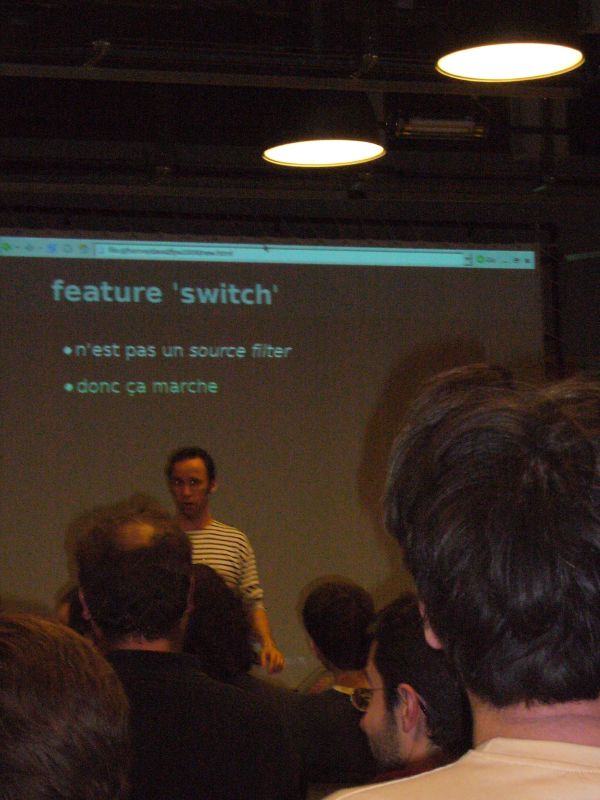 feature 'switch'
•n'est pas un source filter
•donc ça marche